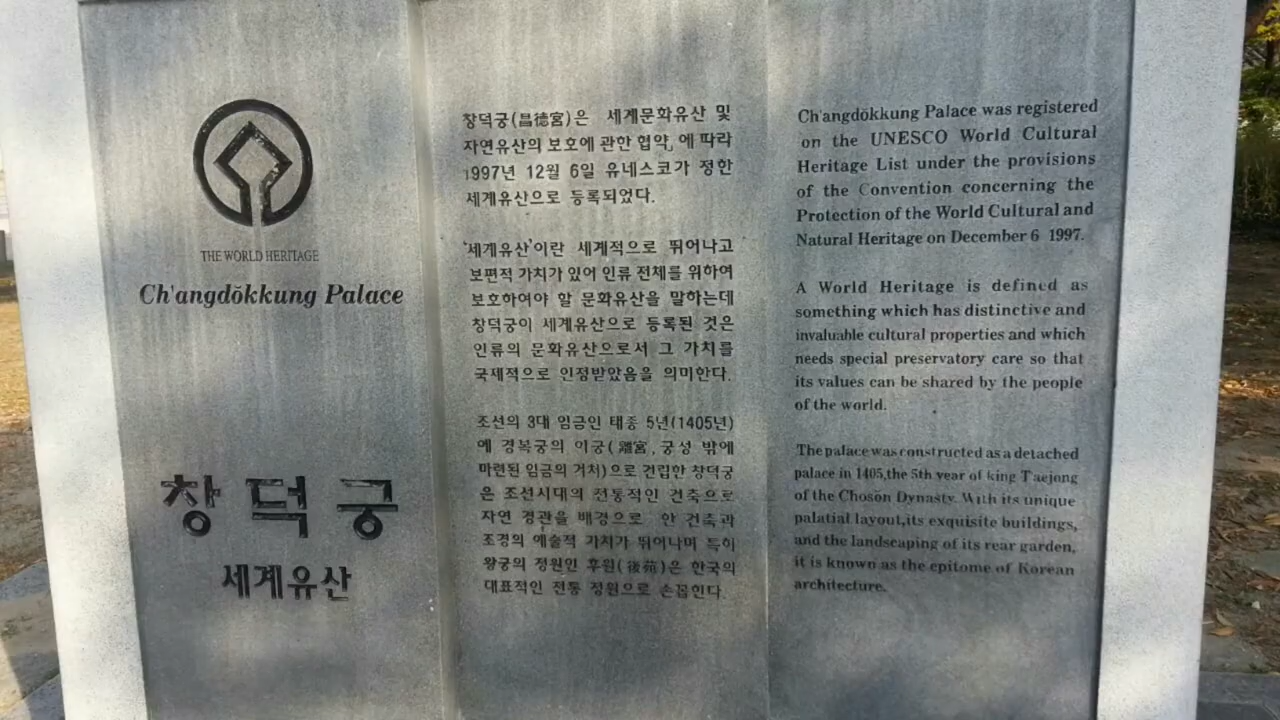 THE WORLD HERITAGE
Ch'angdŏkkung Palace
창덕궁
세계유산
창덕궁(昌德宮)은 세계문화유산 및
자연유산의 보호에 관한 협약」에 따라
1997년 12월 6일 유네스코가 정한
세계유산으로 등록되었다.
'세계유산'이란 세계적으로 뛰어나고
보편적 가치가 있어 인류 전체를 위하여
보호하여야 할 문화유산을 말하는데
창덕궁이 세계유산으로 등록된 것은
인류의 문화유산으로서 그 가치를
국제적으로 인정받았음을 의미한다.
조선의 3대 임금인 태종 5년(1405년)
에 경복궁의 이궁(離宮, 궁성 밖에
마련된 임금의 거처)으로 건립한 창덕궁
은 조선시대의 전통적인 건축으로
자연 경관을 배경으로 한 건축과
조경의 예술적 가치가 뛰어나며 특히
왕궁의 정원인 후원(後苑)은 한국의
대표적인 전통 정원으로 손꼽힌다.
Ch'angdŏkkung Palace was registered
on the UNESCO World Cultural
Heritage List under the provisions
of the Convention concerning the
Protection of the World Cultural and
Natural Heritage on December 6 1997.
A World Heritage is defined as
something which has distinctive and
invaluable cultural properties and which
needs special preservatory care so that
its values can be shared by the people
of the world.
The palace was constructed as a detached
palace in 1405, the 5th year of king T'aejong
of the Chosŏn Dynasty. With its unique
palatial layout, its exquisite buildings,
and the landscaping of its rear garden,
it is known as the epitome of Korean
architecture.